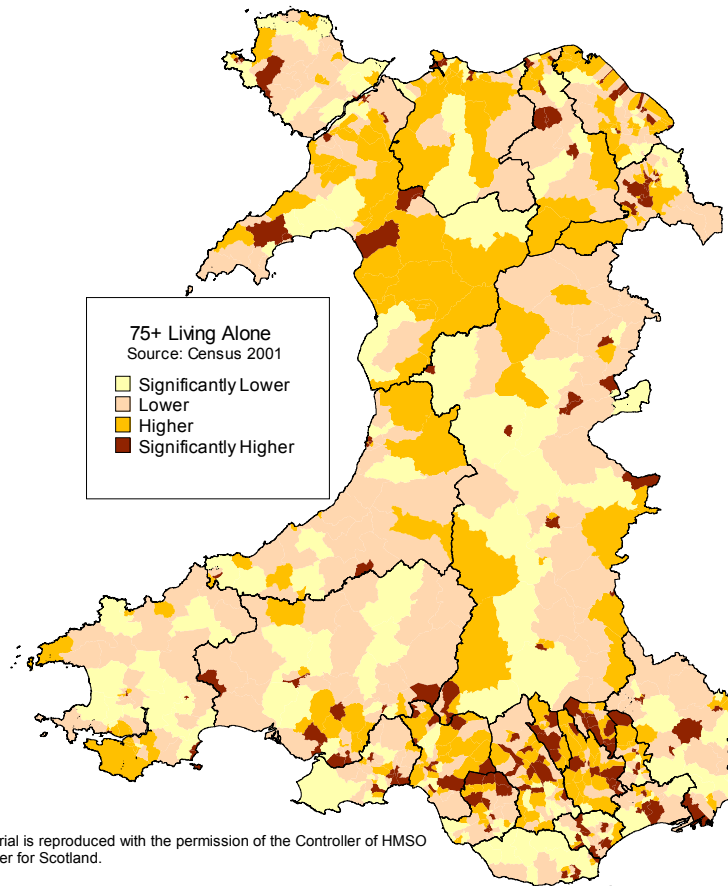 75+ Living Alone
Source: Census 2001
Significantly Lower
Lower
Higher
Significantly Higher
rial is reproduced with the permission of the Controller of HMSO
er for Scotland.